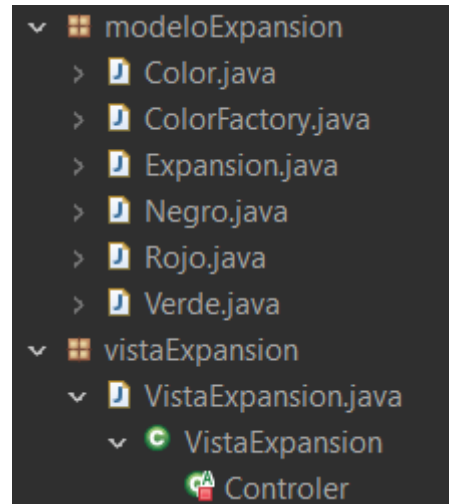 modeloExpansion
Color.java
ColorFactory.java
Expansion.java
Negro.java
Rojo.java
Verde.java
vistaExpansion
VistaExpansion.java
VistaExpansion
Controler